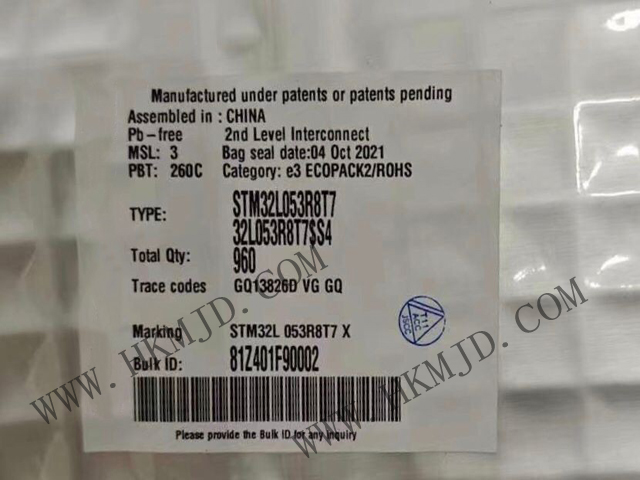 Manufactured under patents or patents pending
Assembled in : CHINA
Pb-free 2nd Level Interconnect
MSL: 3 Bag seal date:04 Oct 2021
PBT: 260C Category: e3 ECOPACK2/ROHS
TYPE: STM32L053R8T7
32L053R8T7$S4
Total Qty: 960
Trace codes GQ13826D VG GQ
Marking STM32L 053R8T7 X
Bulk ID: 81Z401F90002
Please provide the Bulk ID for any inquiry
T11
ACC
JSCC
WWW.HKMJD.COM
WWW.HKMJD.COM